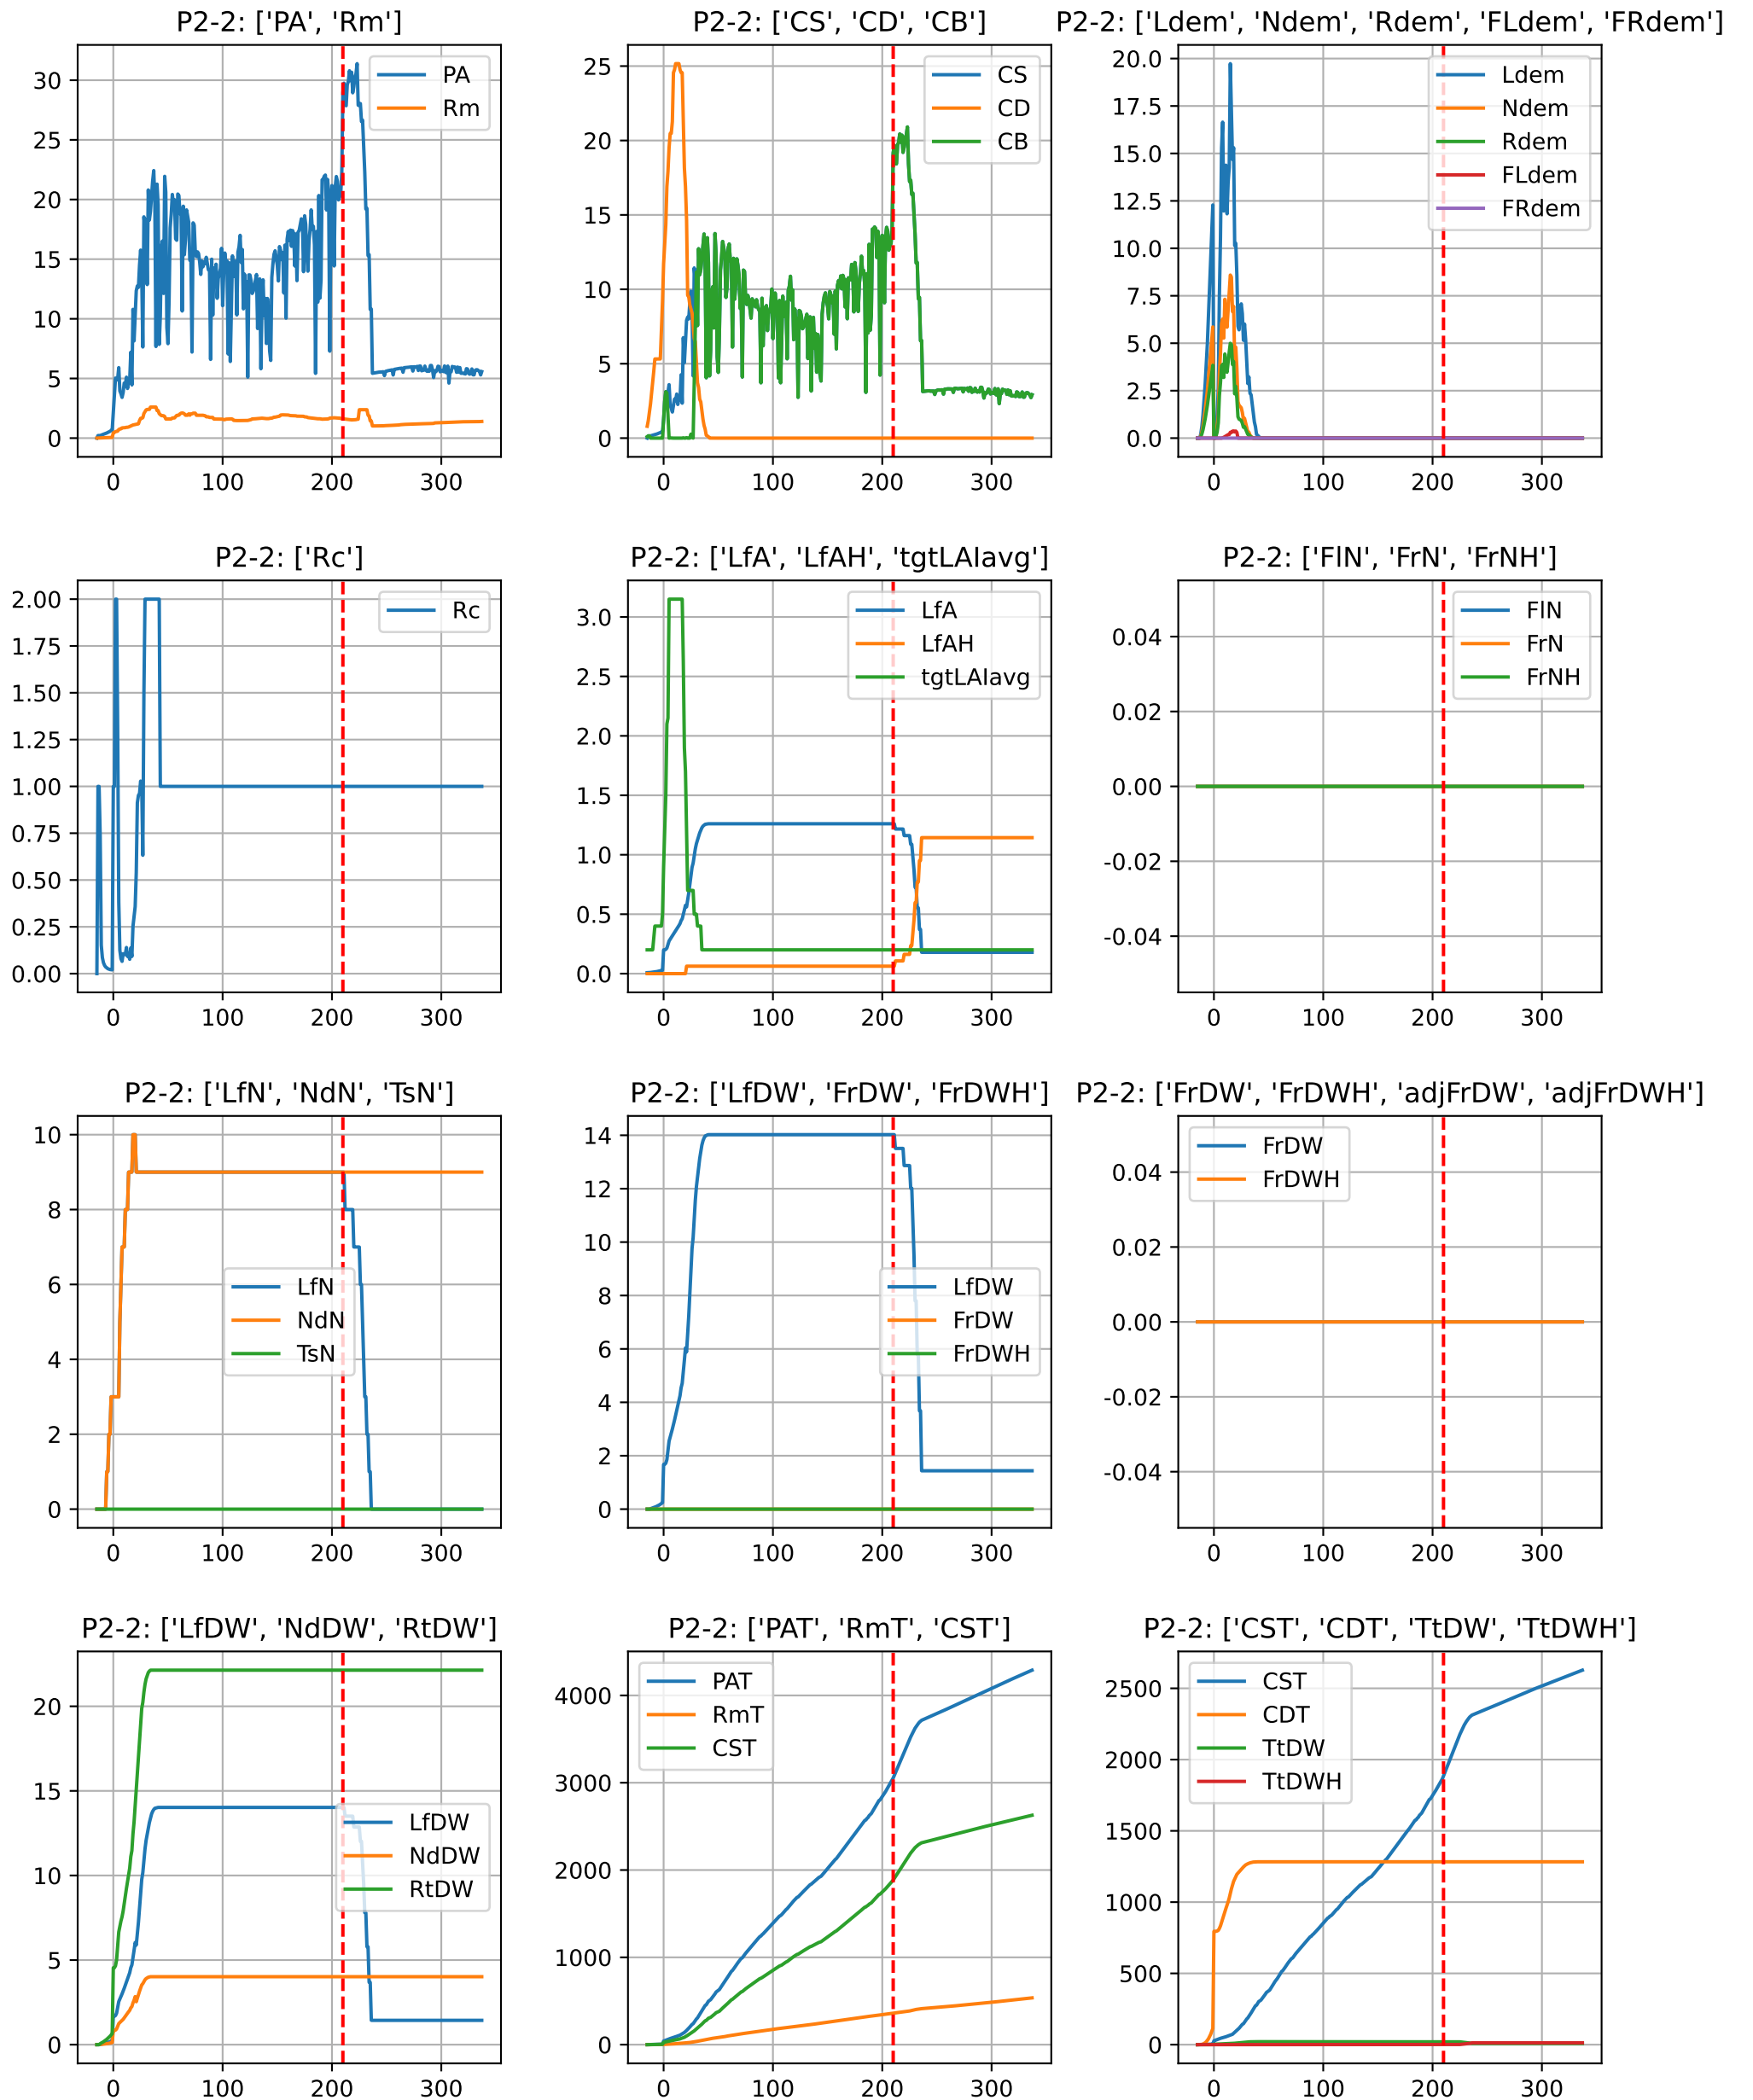 P2-2: ['PA', 'Rm']
30
25
20
15
10
5
0
0 100 200 300
PA
Rm
P2-2: ['CS', 'CD', 'CB']
25
20
15
10
5
0
0 100 200 300
CS
CD
CB
P2-2: ['Ldem', 'Ndem', 'Rdem', 'FLdem', 'FRdem']
20.0
17.5
15.0
12.5
10.0
7.5
5.0
2.5
0.0
0 100 200 300
Ldem
Ndem
Rdem
FLdem
FRdem
P2-2: ['Rc']
2.00
1.75
1.50
1.25
1.00
0.75
0.50
0.25
0.00
0 100 200 300
Rc
P2-2: ['LfA', 'LfAH', 'tgtLAIavg']
3.0
2.5
2.0
1.5
1.0
0.5
0.0
0 100 200 300
LfA
LfAH
tgtLAIavg
P2-2: ['FlN', 'FrN', 'FrNH']
0.04
0.02
0.00
-0.02
-0.04
0 100 200 300
FlN
FrN
FrNH
P2-2: ['LfN', 'NdN', 'TsN']
10
8
6
4
2
0
0 100 200 300
LfN
NdN
TsN
P2-2: ['LfDW', 'FrDW', 'FrDWH']
14
12
10
8
6
4
2
0
0 100 200 300
LfDW
FrDW
FrDWH
P2-2: ['FrDW', 'FrDWH', 'adjFrDW', 'adjFrDWH']
0.04
0.02
0.00
-0.02
-0.04
0 100 200 300
FrDW
FrDWH
P2-2: ['LfDW', 'NdDW', 'RtDW']
20
15
10
5
0
0 100 200 300
LfDW
NdDW
RtDW
P2-2: ['PAT', 'RmT', 'CST']
4000
3000
2000
1000
0
0 100 200 300
PAT
RmT
CST
P2-2: ['CST', 'CDT', 'TtDW', 'TtDWH']
2500
2000
1500
1000
500
0
0 100 200 300
CST
CDT
TtDW
TtDWH